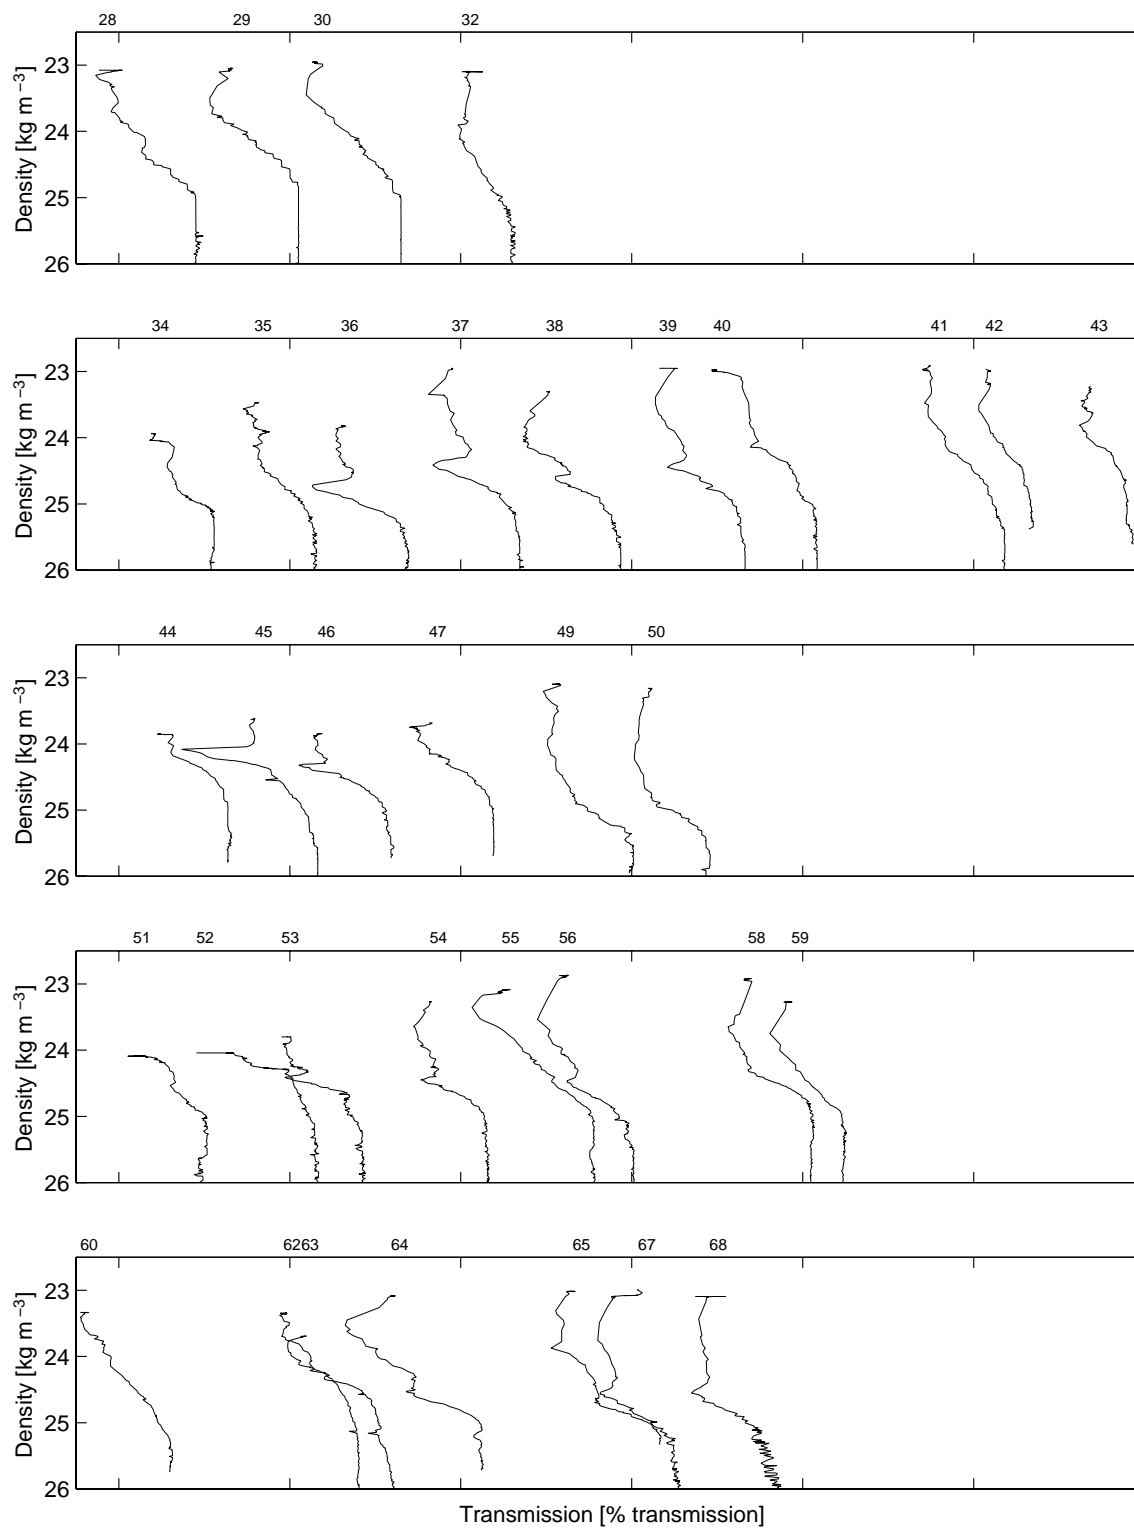 28 29 30 32
23
24
25
26
Density [kg m⁻³]
34 35 36 37 38 39 40 41 42 43
23
24
25
26
Density [kg m⁻³]
44 45 46 47 49 50
23
24
25
26
Density [kg m⁻³]
51 52 53 54 55 56 58 59
23
24
25
26
Density [kg m⁻³]
60 6263 64 65 67 68
23
24
25
26
Density [kg m⁻³]
Transmission [% transmission]